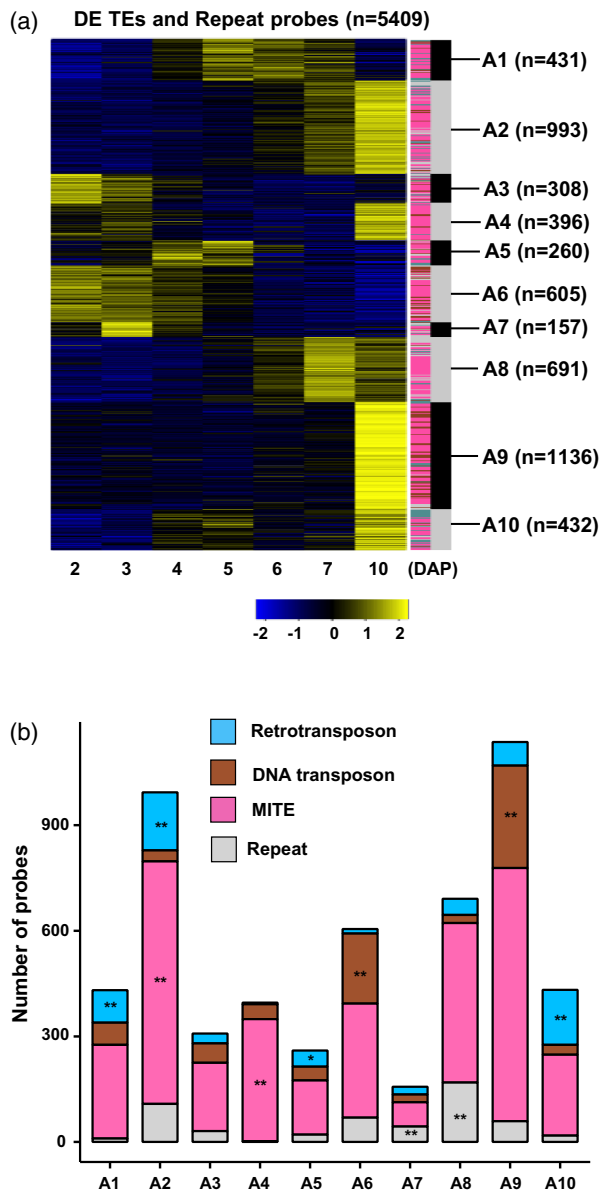 (a)
DE TEs and Repeat probes (n=5409)
A1 (n=431)
A2 (n=993)
A3 (n=308)
A4 (n=396)
A5 (n=260)
A6 (n=605)
A7 (n=157)
A8 (n=691)
A9 (n=1136)
A10 (n=432)
2 3 4 5 6 7 10 (DAP)
-2 -1 0 1 2
(b)
Retrotransposon
DNA transposon
MITE
Repeat
Number of probes
900
600
300
0
**
**
**
**
*
**
**
**
**
**
A1 A2 A3 A4 A5 A6 A7 A8 A9 A10